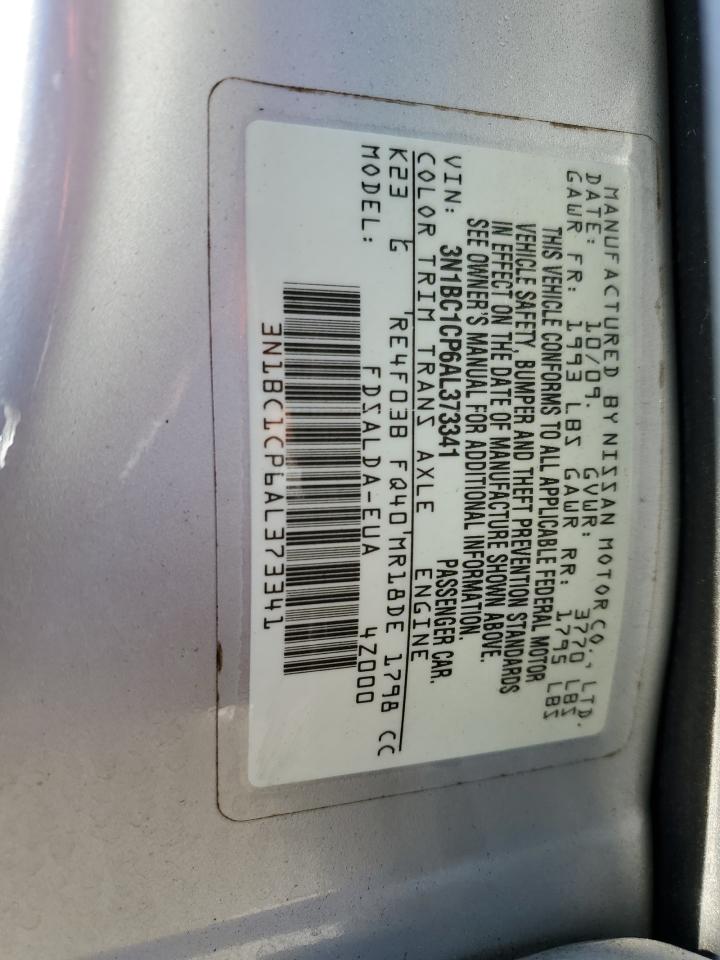 MANUFACTURED BY NISSAN MOTOR CO., LTD.
DATE: 10/09. GVWR: 3770 LBS
GAWR FR: 1993 LBS GAWR RR: 1795 LBS
THIS VEHICLE CONFORMS TO ALL APPLICABLE FEDERAL MOTOR
VEHICLE SAFETY, BUMPER AND THEFT PREVENTION STANDARDS
IN EFFECT ON THE DATE OF MANUFACTURE SHOWN ABOVE.
SEE OWNER'S MANUAL FOR ADDITIONAL INFORMATION.
VIN: 3N1BC1CP6AL373341 PASSENGER CAR.
COLOR TRIM TRANS AXLE ENGINE
K23 G RE4F03B FQ40 MR18DE 1798 CC
MODEL: FDSALDA-EUA 4Z000
3N1BC1CP6AL373341